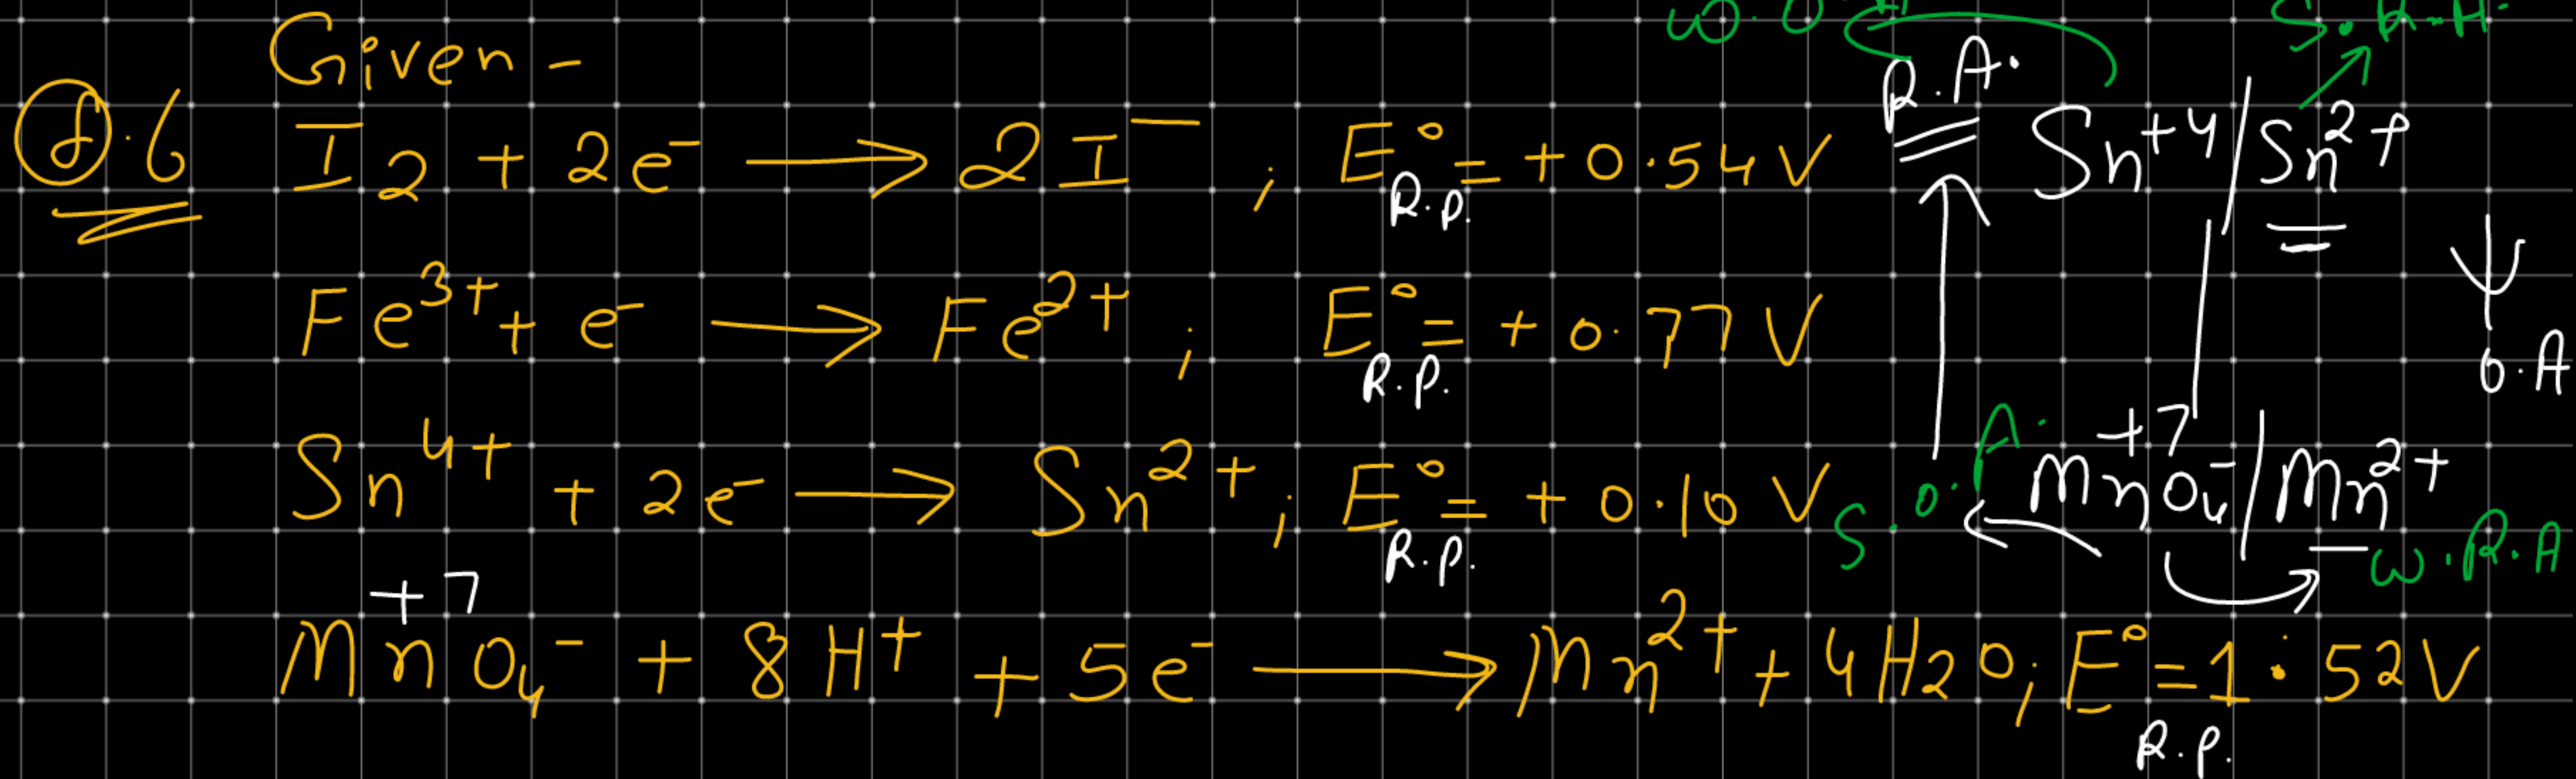 Given -
Q.6 I2 + 2e⁻ ⟶ 2I⁻ ; E°R.P. = +0.54 V
Fe³⁺ + e⁻ ⟶ Fe²⁺ ; E°R.P. = +0.77 V
Sn⁴⁺ + 2e⁻ ⟶ Sn²⁺ ; E°R.P. = +0.10 V
+7
MnO₄⁻ + 8H⁺ + 5e⁻ ⟶ Mn²⁺ + 4H2O; E°R.P. = 1.52V
R.A.
Sn⁺⁴/Sn²⁺
O.A
+7
S.O.A. MnO₄⁻/Mn²⁺
W.R.A